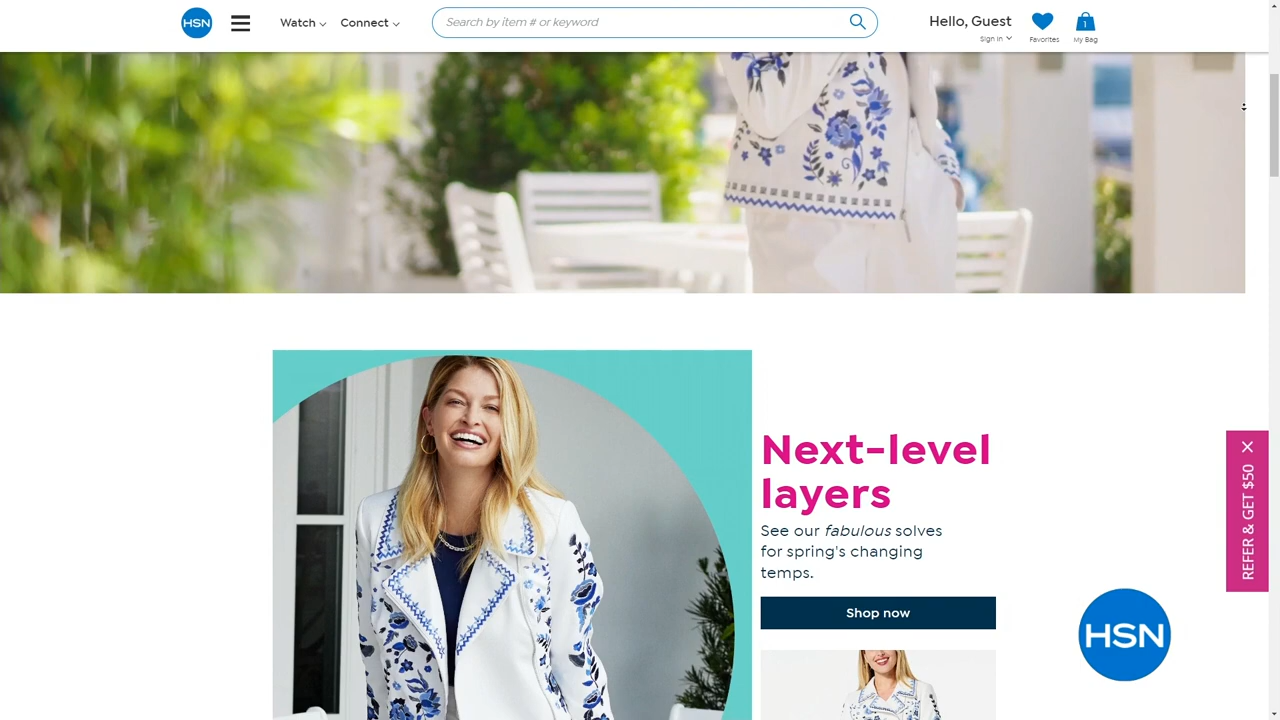 HSN
Watch
Connect
Search by item # or keyword
Hello, Guest
Sign In
Favorites
1
My Bag
Next-level
layers
See our fabulous solves
for spring's changing
temps.
Shop now
REFER & GET $50
HSN